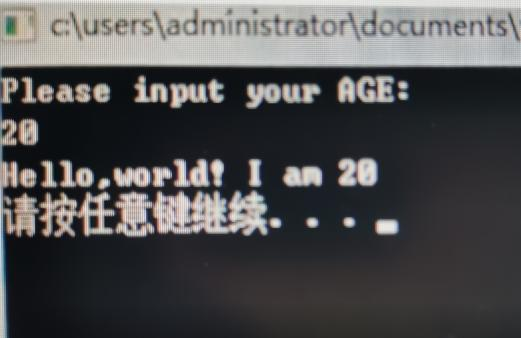 c:\users\administrator\documents\
Please input your AGE:
20
Hello,world! I am 20
请按任意键继续. . .